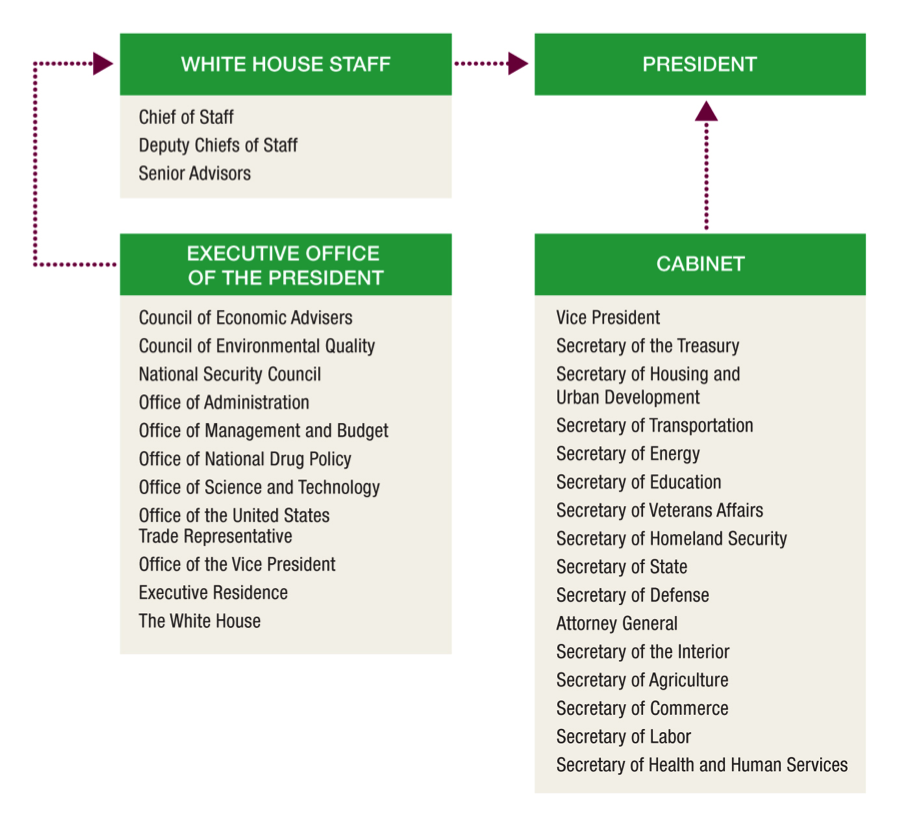 WHITE HOUSE STAFF
Chief of Staff
Deputy Chiefs of Staff
Senior Advisors
PRESIDENT
EXECUTIVE OFFICE
OF THE PRESIDENT
Council of Economic Advisers
Council of Environmental Quality
National Security Council
Office of Administration
Office of Management and Budget
Office of National Drug Policy
Office of Science and Technology
Office of the United States
Trade Representative
Office of the Vice President
Executive Residence
The White House
CABINET
Vice President
Secretary of the Treasury
Secretary of Housing and
Urban Development
Secretary of Transportation
Secretary of Energy
Secretary of Education
Secretary of Veterans Affairs
Secretary of Homeland Security
Secretary of State
Secretary of Defense
Attorney General
Secretary of the Interior
Secretary of Agriculture
Secretary of Commerce
Secretary of Labor
Secretary of Health and Human Services